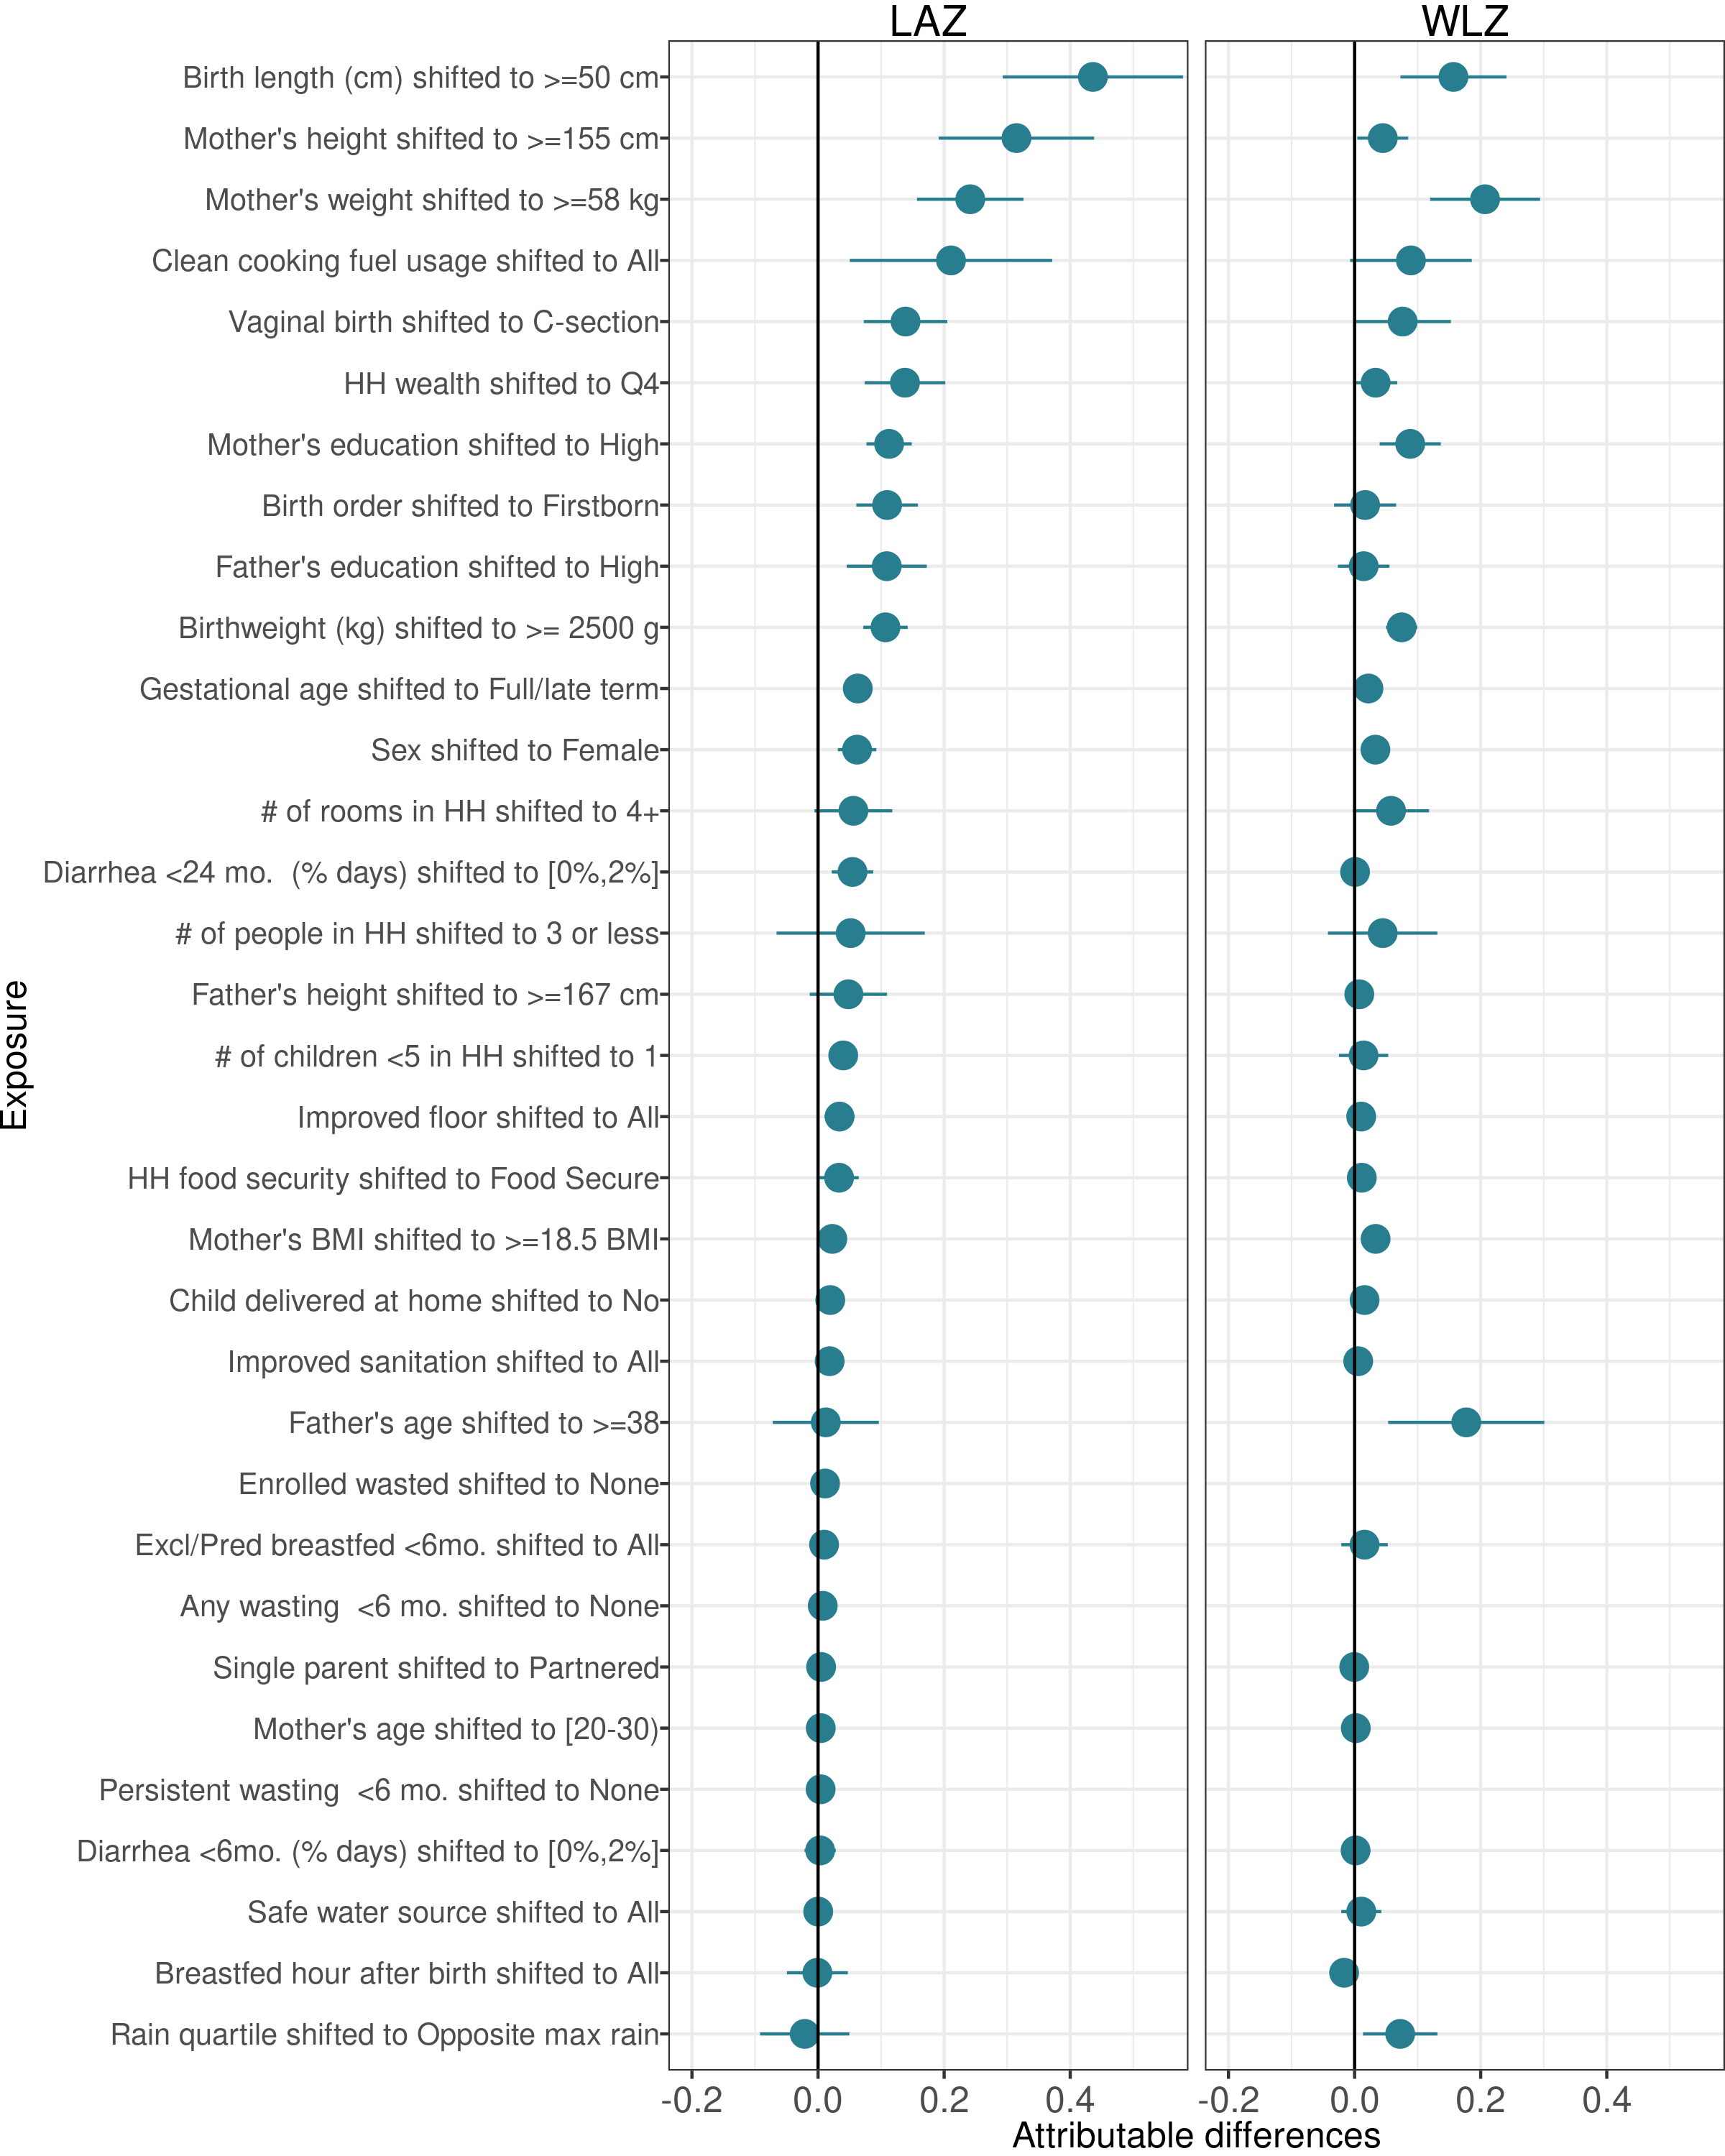 LAZ
WLZ
Birth length (cm) shifted to >=50 cm
Mother's height shifted to >=155 cm
Mother's weight shifted to >=58 kg
Clean cooking fuel usage shifted to All
Vaginal birth shifted to C-section
HH wealth shifted to Q4
Mother's education shifted to High
Birth order shifted to Firstborn
Father's education shifted to High
Birthweight (kg) shifted to >= 2500 g
Gestational age shifted to Full/late term
Sex shifted to Female
# of rooms in HH shifted to 4+
Diarrhea <24 mo.  (% days) shifted to [0%,2%]
# of people in HH shifted to 3 or less
Father's height shifted to >=167 cm
# of children <5 in HH shifted to 1
Improved floor shifted to All
HH food security shifted to Food Secure
Mother's BMI shifted to >=18.5 BMI
Child delivered at home shifted to No
Improved sanitation shifted to All
Father's age shifted to >=38
Enrolled wasted shifted to None
Excl/Pred breastfed <6mo. shifted to All
Any wasting  <6 mo. shifted to None
Single parent shifted to Partnered
Mother's age shifted to [20-30)
Persistent wasting  <6 mo. shifted to None
Diarrhea <6mo. (% days) shifted to [0%,2%]
Safe water source shifted to All
Breastfed hour after birth shifted to All
Rain quartile shifted to Opposite max rain
Exposure
-0.2 0.0 0.2 0.4
-0.2 0.0 0.2 0.4
Attributable differences